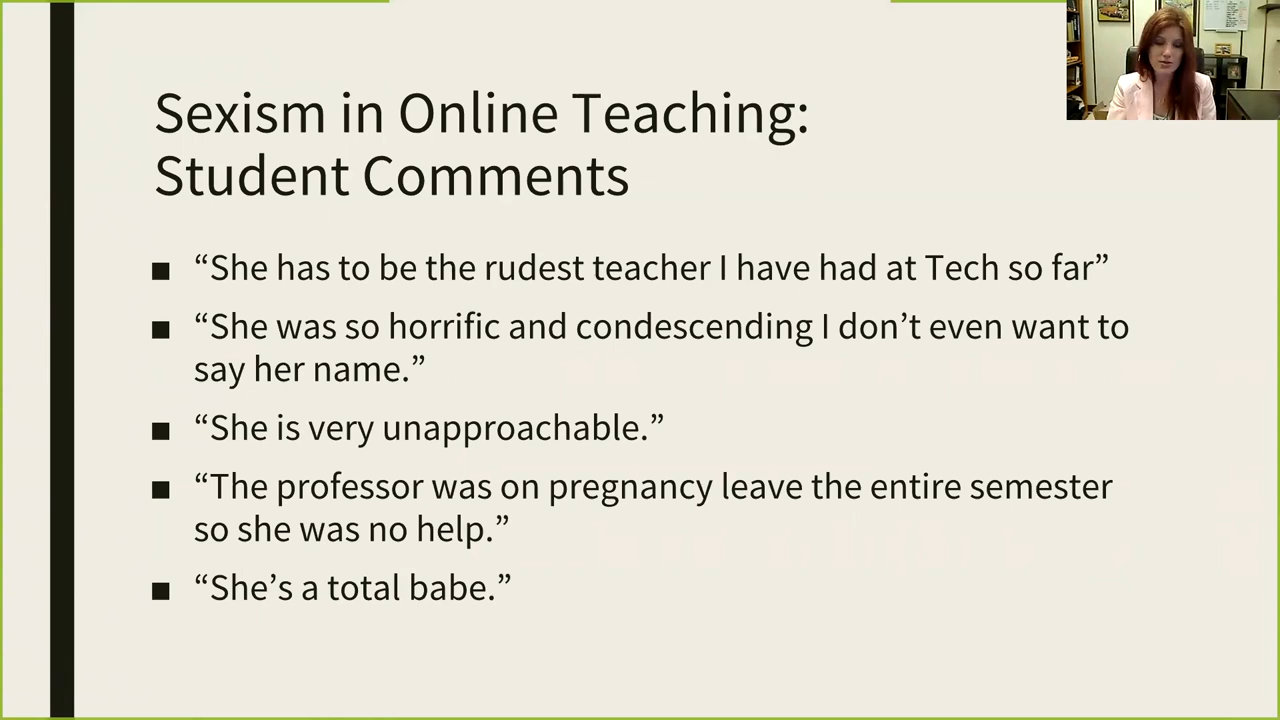 Sexism in Online Teaching:
Student Comments
■ “She has to be the rudest teacher I have had at Tech so far”
■ “She was so horrific and condescending I don’t even want to
say her name.”
■ “She is very unapproachable.”
■ “The professor was on pregnancy leave the entire semester
so she was no help.”
■ “She’s a total babe.”